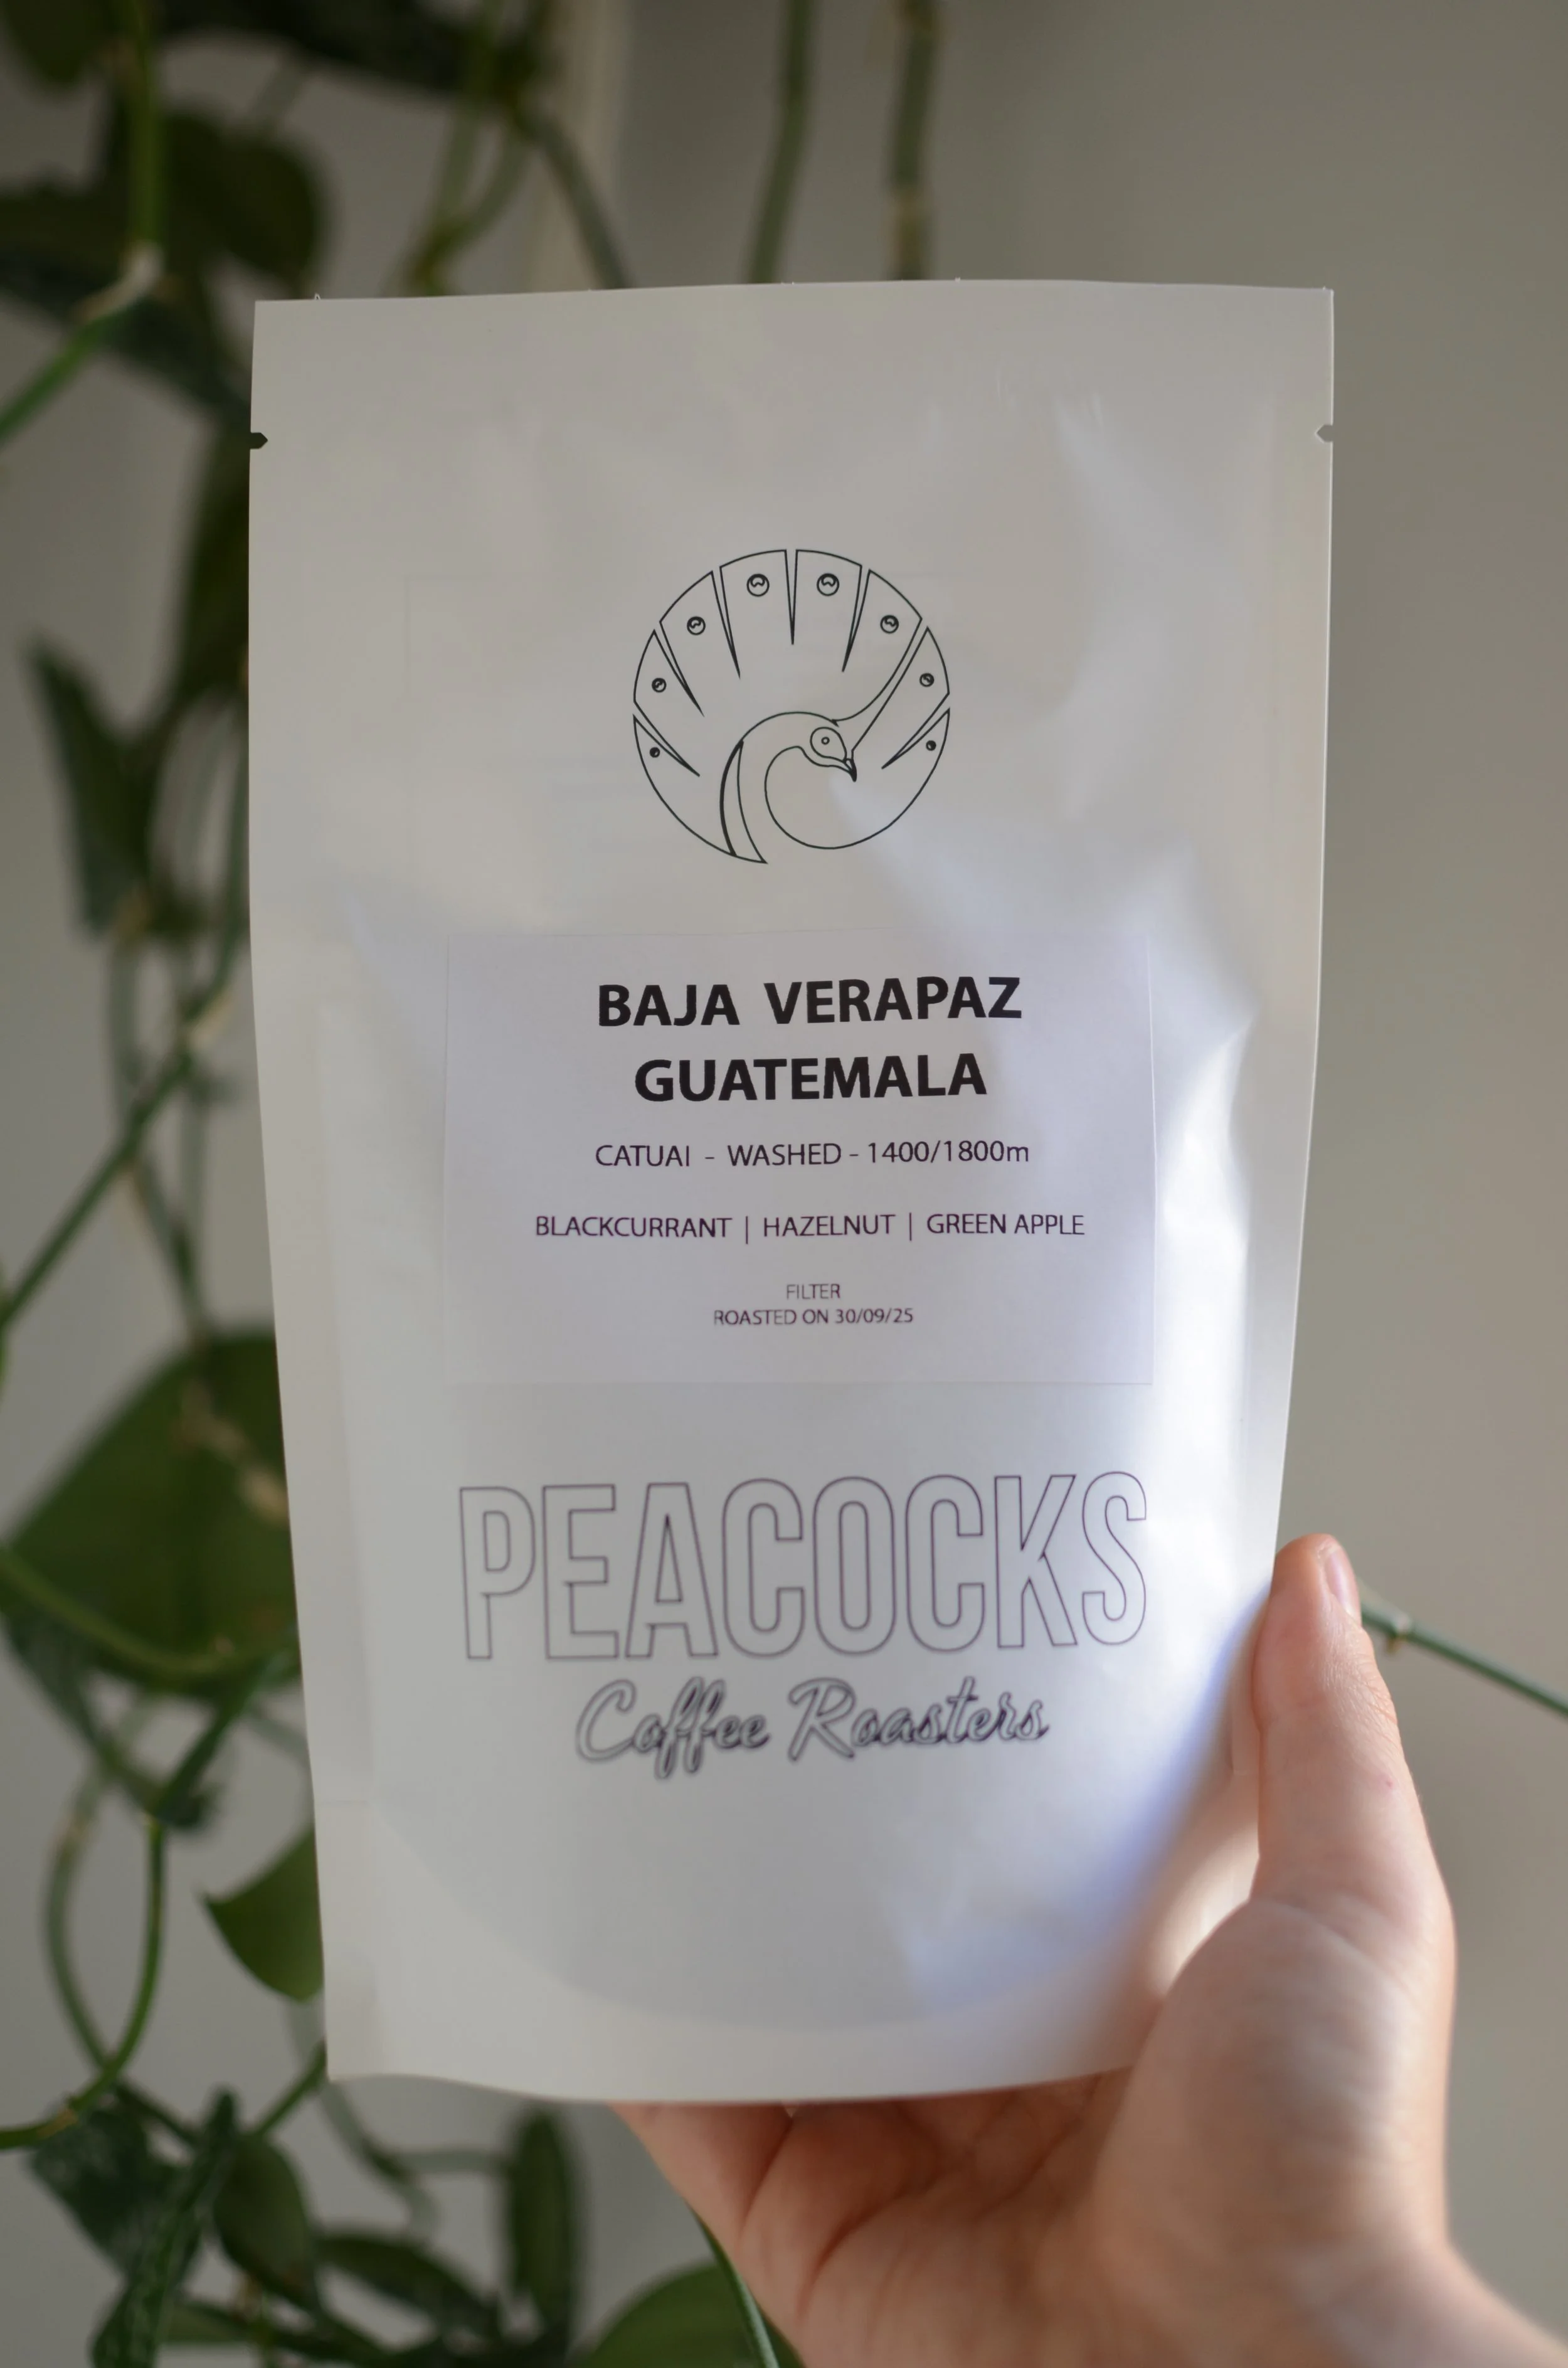 BAJA VERAPAZ
GUATEMALA
CATUAI - WASHED - 1400/1800m
BLACKCURRANT | HAZELNUT | GREEN APPLE
FILTER
ROASTED ON 30/09/25
PEACOCKS
Coffee Roasters